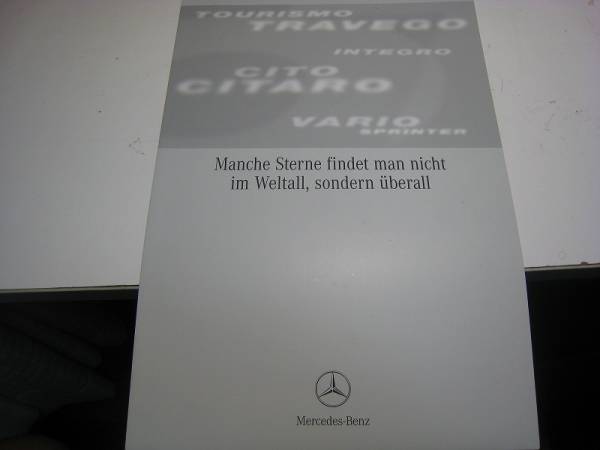 TOURISMO
TRAVEGO
INTEGRO
CITO
CITARO
VARIO
SPRINTER
Manche Sterne findet man nicht
im Weltall, sondern überall
Mercedes-Benz